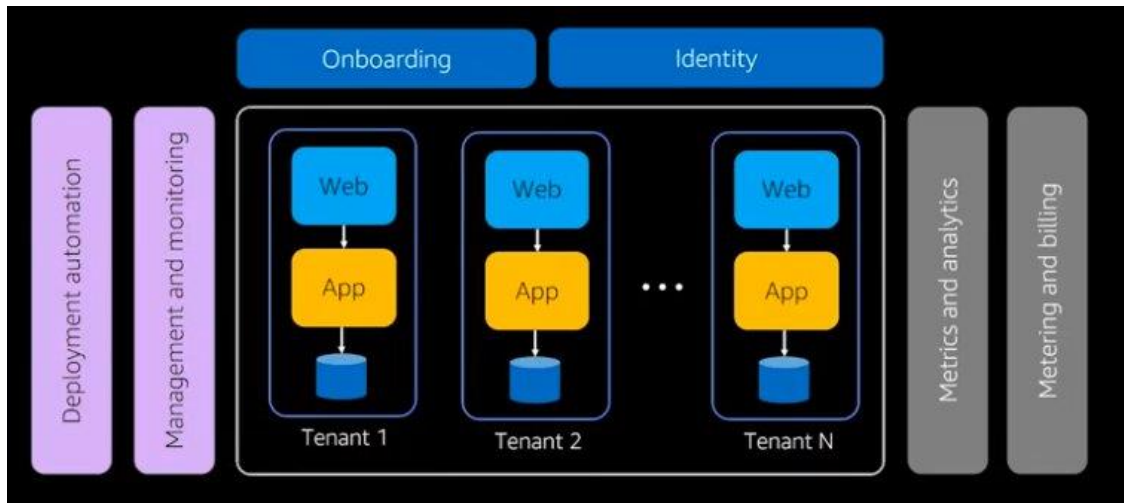 Onboarding
Identity
Deployment automation
Management and monitoring
Web
App
Tenant 1
Web
App
Tenant 2
...
Web
App
Tenant N
Metrics and analytics
Metering and billing